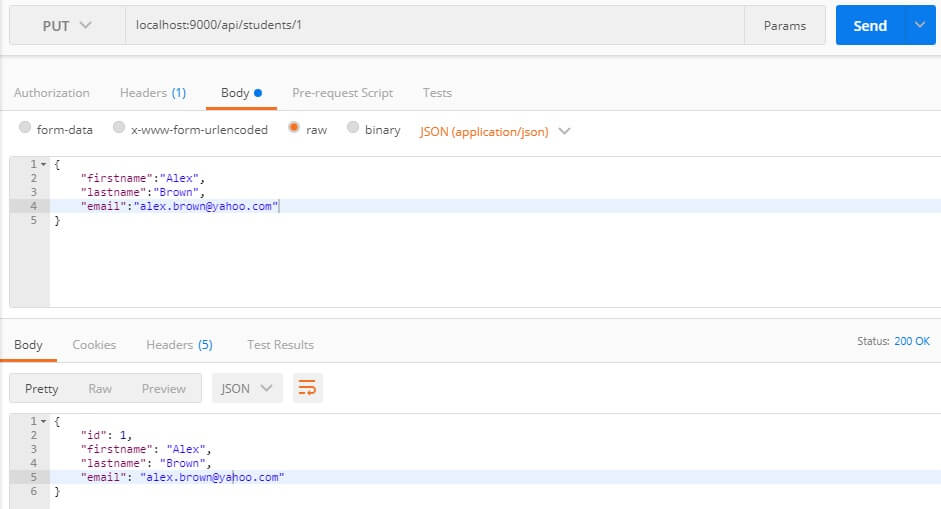 PUT localhost:9000/api/students/1 Params Send
Authorization Headers (1) Body Pre-request Script Tests
form-data x-www-form-urlencoded raw binary JSON (application/json)
1 {
2 "firstname":"Alex",
3 "lastname":"Brown",
4 "email":"alex.brown@yahoo.com"
5 }
Body Cookies Headers (5) Test Results Status: 200 OK
Pretty Raw Preview JSON
1 {
2 "id": 1,
3 "firstname": "Alex",
4 "lastname": "Brown",
5 "email": "alex.brown@yahoo.com"
6 }